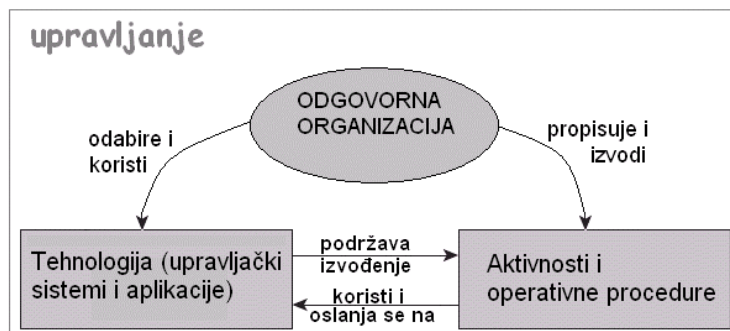 upravljanje
ODGOVORNA
ORGANIZACIJA
odabire i
koristi
propisuje i
izvodi
Tehnologija (upravljački
sistemi i aplikacije)
podržava
izvođenje
koristi i
oslanja se na
Aktivnosti i
operativne procedure